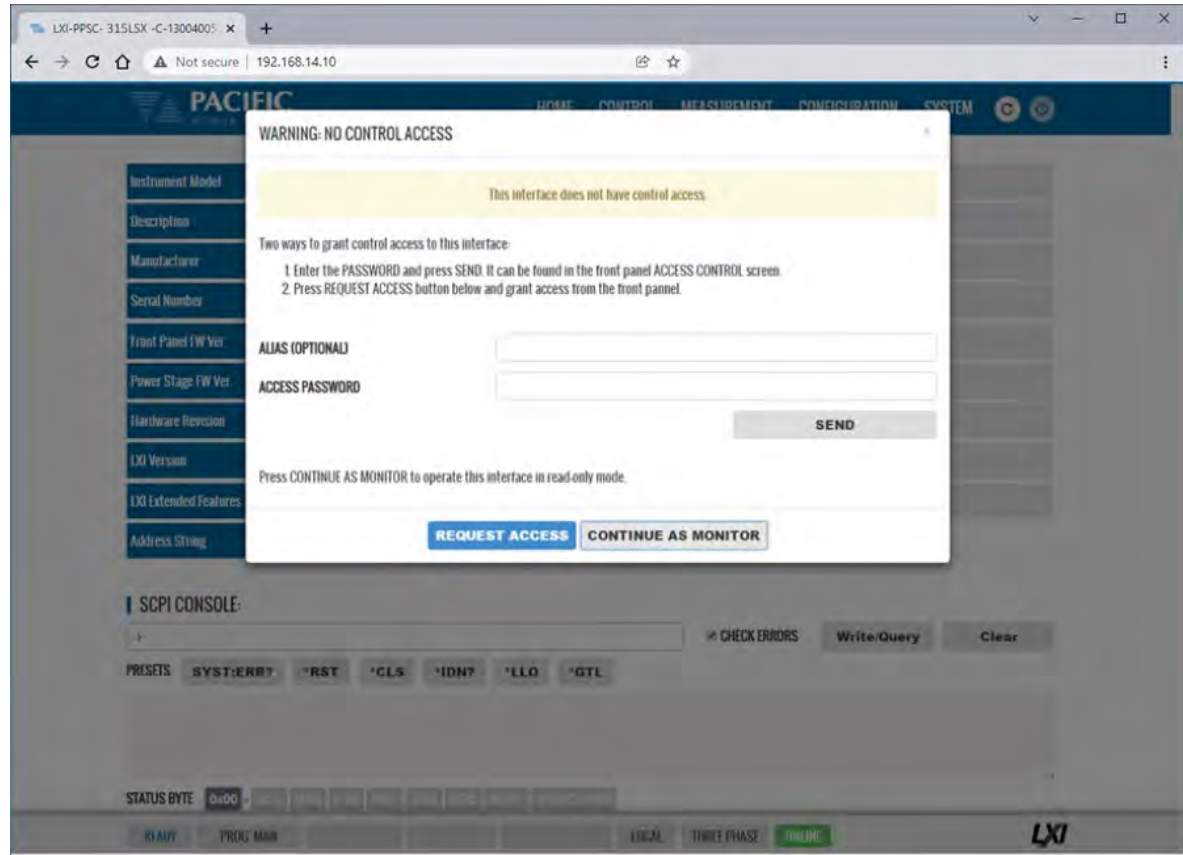 LXI-PPSC- 315LSX -C-13004005
Not secure | 192.168.14.10
PACIFIC
HOME CONTROL MEASUREMENT CONFIGURATION SYSTEM
WARNING: NO CONTROL ACCESS
This interface does not have control access.
Two ways to grant control access to this interface:
1. Enter the PASSWORD and press SEND. It can be found in the front panel ACCESS CONTROL screen.
2. Press REQUEST ACCESS button below and grant access from the front pannel.
ALIAS (OPTIONAL)
ACCESS PASSWORD
SEND
Press CONTINUE AS MONITOR to operate this interface in read-only mode.
REQUEST ACCESS CONTINUE AS MONITOR
Instrument Model
Description
Manufacturer
Serial Number
Front Panel FW Ver
Power Stage FW Ver
Hardware Revision
LXI Version
LXI Extended Features
Address String
SCPI CONSOLE:
CHECK ERRORS Write/Query Clear
PRESETS SYST:ERR? *RST *CLS *IDN? *LLO *GTL
STATUS BYTE 0x00
READY PROG: MAN LOCAL THREE PHASE ONLINE LXI